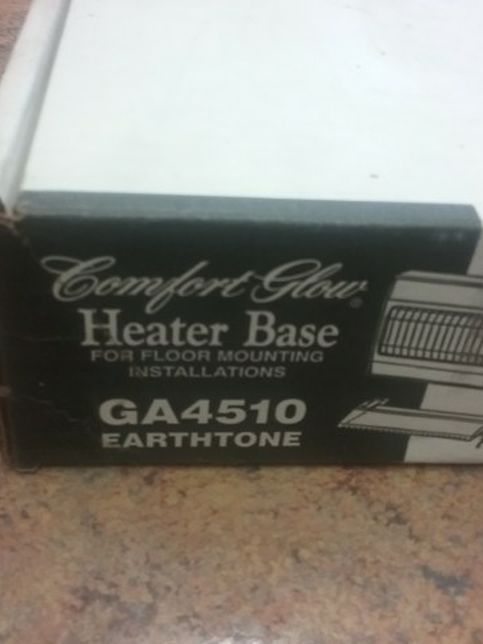 Comfort Glow®
Heater Base
FOR FLOOR MOUNTING
INSTALLATIONS
GA4510
EARTHTONE